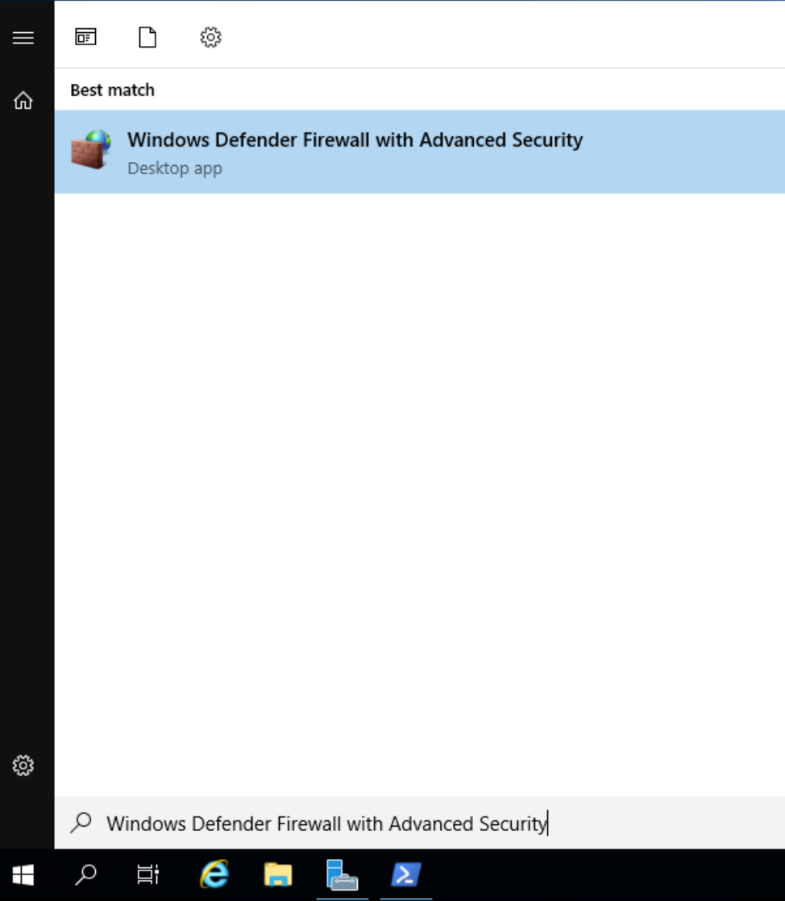 Best match
Windows Defender Firewall with Advanced Security
Desktop app
Windows Defender Firewall with Advanced Security